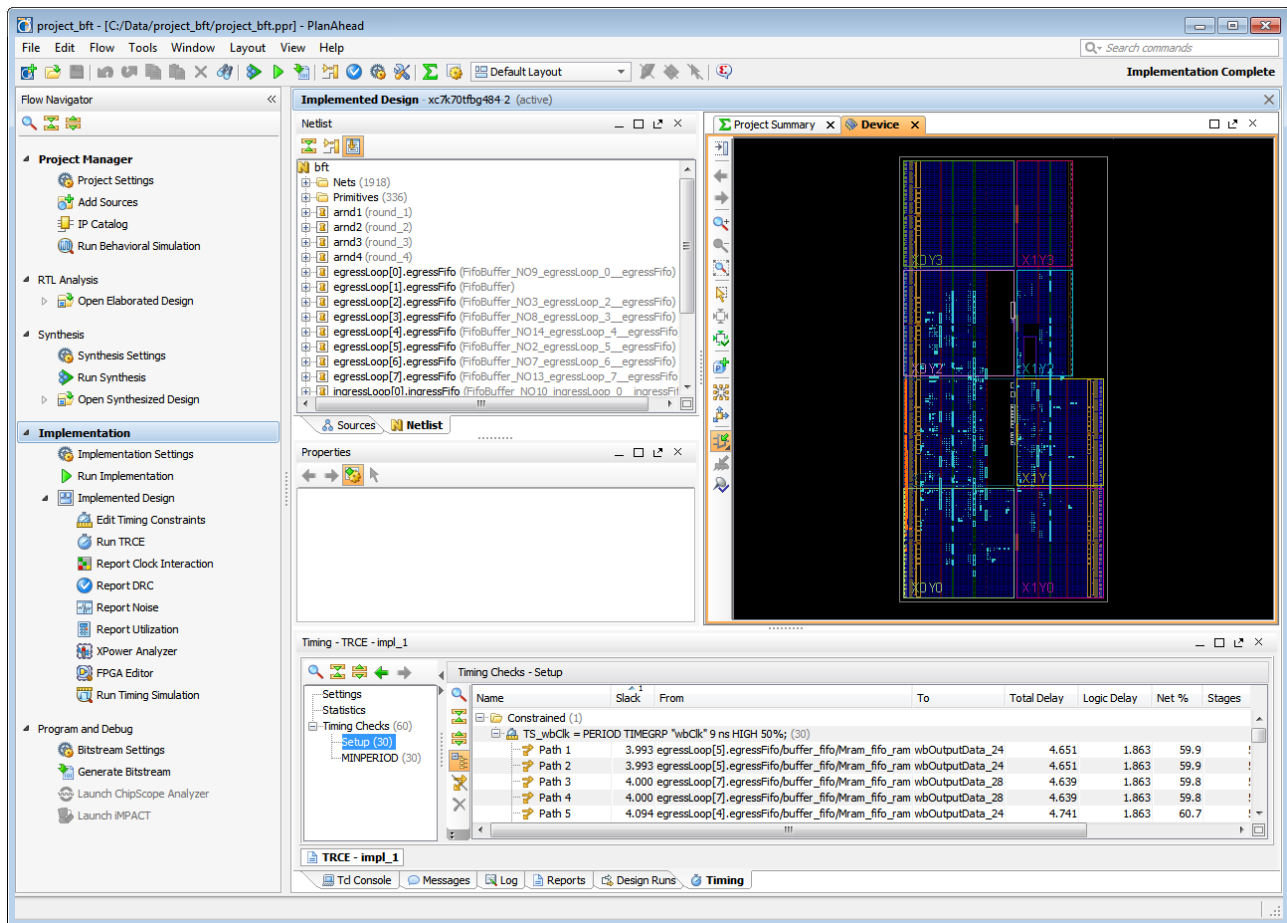 project_bft - [C:/Data/project_bft/project_bft.ppr] - PlanAhead
File Edit Flow Tools Window Layout View Help
Search commands
Default Layout
Implementation Complete
Flow Navigator
Project Manager
Project Settings
Add Sources
IP Catalog
Run Behavioral Simulation
RTL Analysis
Open Elaborated Design
Synthesis
Synthesis Settings
Run Synthesis
Open Synthesized Design
Implementation
Implementation Settings
Run Implementation
Implemented Design
Edit Timing Constraints
Run TRCE
Report Clock Interaction
Report DRC
Report Noise
Report Utilization
XPower Analyzer
FPGA Editor
Run Timing Simulation
Program and Debug
Bitstream Settings
Generate Bitstream
Launch ChipScope Analyzer
Launch iMPACT
Implemented Design - xc7k70tfbg484-2 (active)
Netlist
bft
Nets (1918)
Primitives (336)
arnd1 (round_1)
arnd2 (round_2)
arnd3 (round_3)
arnd4 (round_4)
egressLoop[0].egressFifo (FifoBuffer_NO9_egressLoop_0__egressFifo)
egressLoop[1].egressFifo (FifoBuffer)
egressLoop[2].egressFifo (FifoBuffer_NO3_egressLoop_2__egressFifo)
egressLoop[3].egressFifo (FifoBuffer_NO8_egressLoop_3__egressFifo)
egressLoop[4].egressFifo (FifoBuffer_NO14_egressLoop_4__egressFifo
egressLoop[5].egressFifo (FifoBuffer_NO2_egressLoop_5__egressFifo)
egressLoop[6].egressFifo (FifoBuffer_NO7_egressLoop_6__egressFifo)
egressLoop[7].egressFifo (FifoBuffer_NO13_egressLoop_7__egressFifo
ingressLoop[0].ingressFifo (FifoBuffer_NO10_ingressLoop_0__ingressFif
Sources Netlist
Properties
Project Summary Device
X0Y3 X1Y3
X0Y2 X1Y2
X1Y
X0Y0 X1Y0
Timing - TRCE - impl_1
Settings
Statistics
Timing Checks (60)
Setup (30)
MINPERIOD (30)
Timing Checks - Setup
Name Slack 1 From To Total Delay Logic Delay Net % Stages
Constrained (1)
TS_wbClk = PERIOD TIMEGRP "wbClk" 9 ns HIGH 50%; (30)
Path 1 3.993 egressLoop[5].egressFifo/buffer_fifo/Mram_fifo_ram wbOutputData_24 4.651 1.863 59.9
Path 2 3.993 egressLoop[5].egressFifo/buffer_fifo/Mram_fifo_ram wbOutputData_24 4.651 1.863 59.9
Path 3 4.000 egressLoop[7].egressFifo/buffer_fifo/Mram_fifo_ram wbOutputData_28 4.639 1.863 59.8
Path 4 4.000 egressLoop[7].egressFifo/buffer_fifo/Mram_fifo_ram wbOutputData_28 4.639 1.863 59.8
Path 5 4.094 egressLoop[4].egressFifo/buffer_fifo/Mram_fifo_ram wbOutputData_24 4.741 1.863 60.7
TRCE - impl_1
Tcl Console Messages Log Reports Design Runs Timing